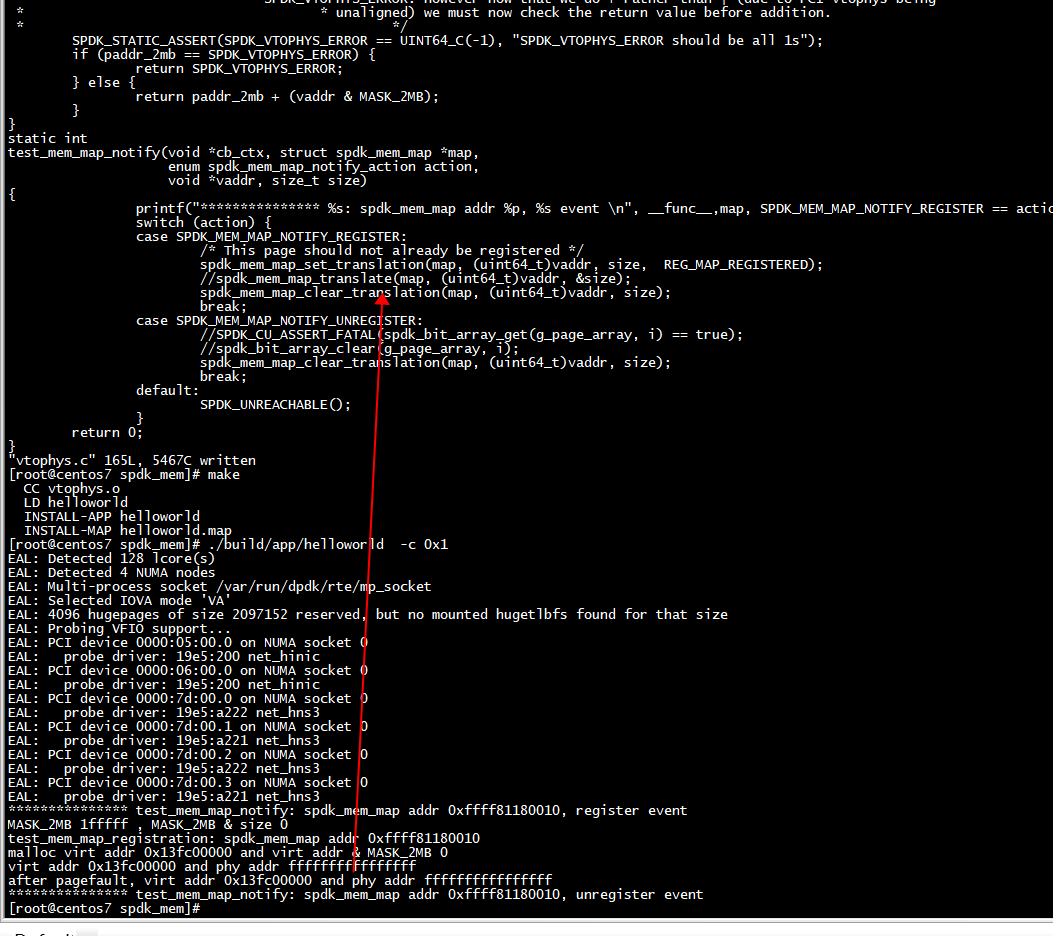 * unaligned) we must now check the return value before addition.
*                                               */
        SPDK_STATIC_ASSERT(SPDK_VTOPHYS_ERROR == UINT64_C(-1), "SPDK_VTOPHYS_ERROR should be all 1s");
        if (paddr_2mb == SPDK_VTOPHYS_ERROR) {
                return SPDK_VTOPHYS_ERROR;
        } else {
                return paddr_2mb + (vaddr & MASK_2MB);
        }
}
static int
test_mem_map_notify(void *cb_ctx, struct spdk_mem_map *map,
                    enum spdk_mem_map_notify_action action,
                    void *vaddr, size_t size)
{
                printf("*************** %s: spdk_mem_map addr %p, %s event \n", __func__,map, SPDK_MEM_MAP_NOTIFY_REGISTER == actic
                switch (action) {
                case SPDK_MEM_MAP_NOTIFY_REGISTER:
                        /* This page should not already be registered */
                        spdk_mem_map_set_translation(map, (uint64_t)vaddr, size,  REG_MAP_REGISTERED);
                        //spdk_mem_map_translate(map, (uint64_t)vaddr, &size);
                        spdk_mem_map_clear_translation(map, (uint64_t)vaddr, size);
                        break;
                case SPDK_MEM_MAP_NOTIFY_UNREGISTER:
                        //SPDK_CU_ASSERT_FATAL(spdk_bit_array_get(g_page_array, i) == true);
                        //spdk_bit_array_clear(g_page_array, i);
                        spdk_mem_map_clear_translation(map, (uint64_t)vaddr, size);
                        break;
                default:
                        SPDK_UNREACHABLE();
                }
        return 0;
}
"vtophys.c" 165L, 5467C written
[root@centos7 spdk_mem]# make
  CC vtophys.o
  LD helloworld
  INSTALL-APP helloworld
  INSTALL-MAP helloworld.map
[root@centos7 spdk_mem]# ./build/app/helloworld  -c 0x1
EAL: Detected 128 lcore(s)
EAL: Detected 4 NUMA nodes
EAL: Multi-process socket /var/run/dpdk/rte/mp_socket
EAL: Selected IOVA mode 'VA'
EAL: 4096 hugepages of size 2097152 reserved, but no mounted hugetlbfs found for that size
EAL: Probing VFIO support...
EAL: PCI device 0000:05:00.0 on NUMA socket 0
EAL:   probe driver: 19e5:200 net_hinic
EAL: PCI device 0000:06:00.0 on NUMA socket 0
EAL:   probe driver: 19e5:200 net_hinic
EAL: PCI device 0000:7d:00.0 on NUMA socket 0
EAL:   probe driver: 19e5:a222 net_hns3
EAL: PCI device 0000:7d:00.1 on NUMA socket 0
EAL:   probe driver: 19e5:a221 net_hns3
EAL: PCI device 0000:7d:00.2 on NUMA socket 0
EAL:   probe driver: 19e5:a222 net_hns3
EAL: PCI device 0000:7d:00.3 on NUMA socket 0
EAL:   probe driver: 19e5:a221 net_hns3
*************** test_mem_map_notify: spdk_mem_map addr 0xffff81180010, register event
MASK_2MB 1fffff , MASK_2MB & size 0
test_mem_map_registration: spdk_mem_map addr 0xffff81180010
malloc virt addr 0x13fc00000 and virt addr & MASK_2MB 0
virt addr 0x13fc00000 and phy addr ffffffffffffffff
after pagefault, virt addr 0x13fc00000 and phy addr ffffffffffffffff
*************** test_mem_map_notify: spdk_mem_map addr 0xffff81180010, unregister event
[root@centos7 spdk_mem]#